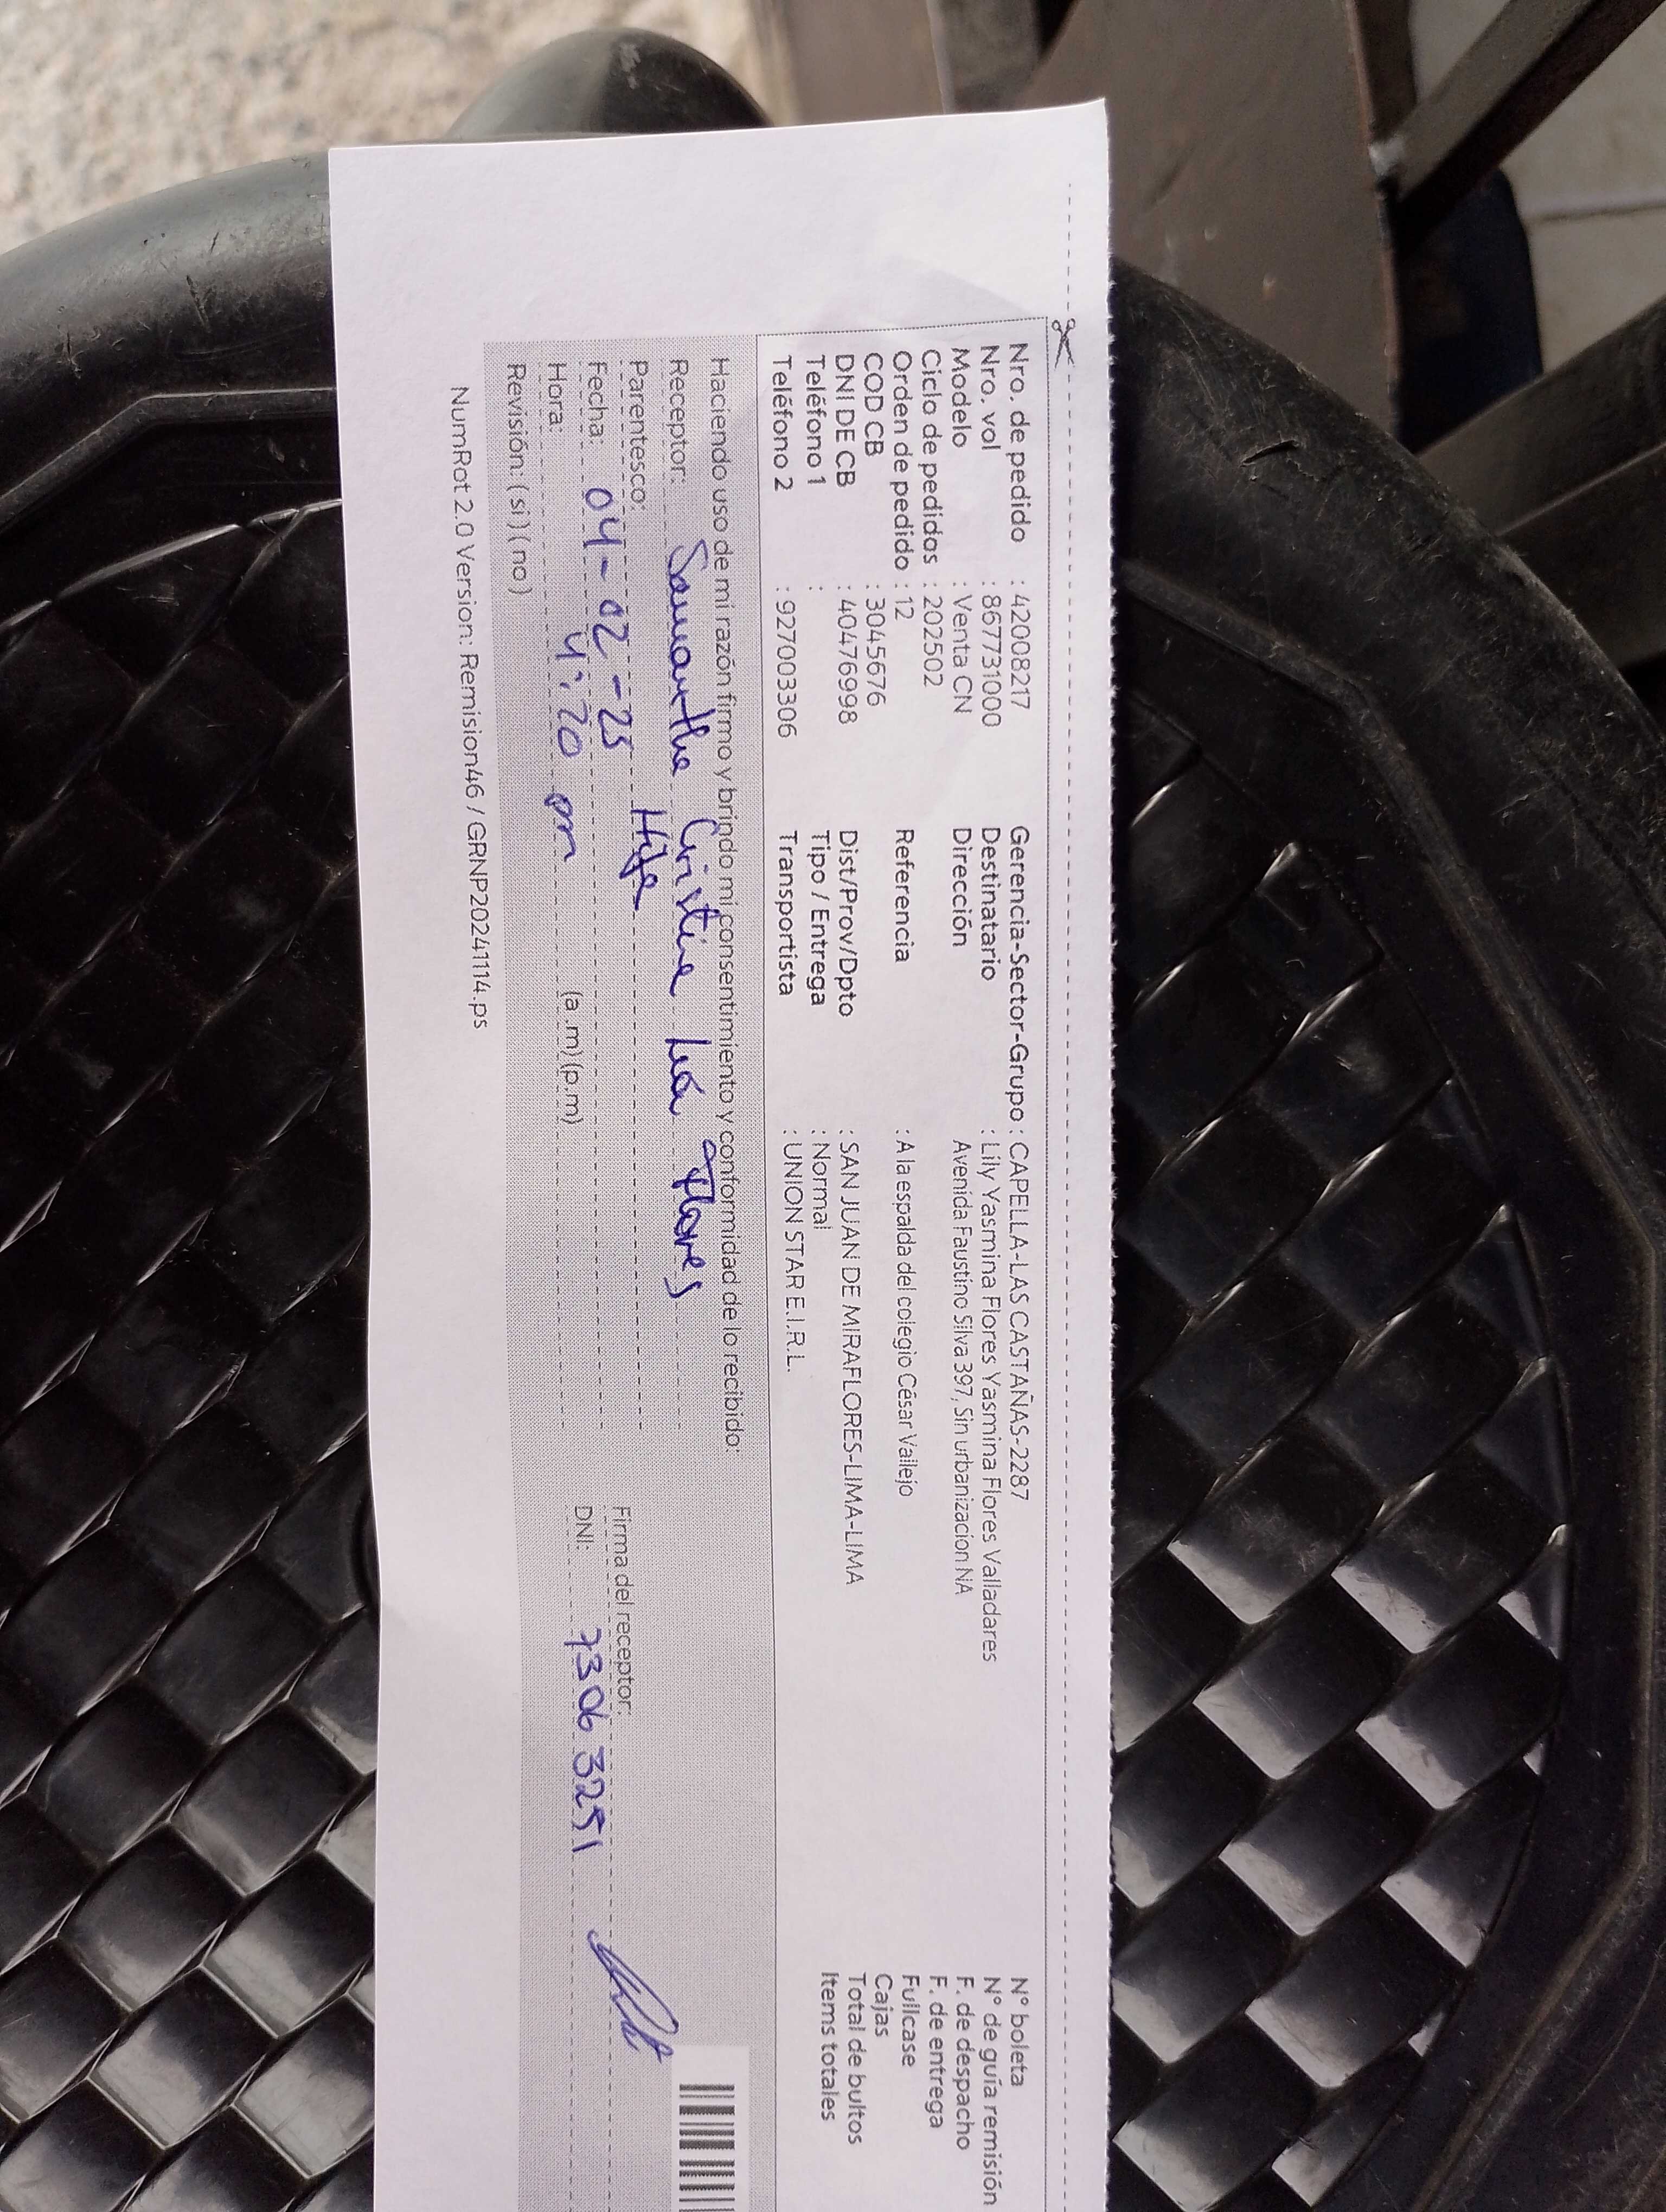 Nro. de pedido : 42008217 Gerencia-Sector-Grupo : CAPELLA-LAS CASTAÑAS-2287 N° boleta
Nro. vol : 867731000 Destinatario : Lily Yasmina Flores Yasmina Flores Valladares N° de guía remisión
Modelo : Venta CN Dirección Avenida Faustino Silva 397, Sin urbanizacion NA F. de despacho
Ciclo de pedidos : 202502 F. de entrega
Orden de pedido : 12 Referencia : A la espalda del colegio César Vallejo Fullcase
COD CB : 3045676 Cajas
DNI DE CB : 40476998 Dist/Prov/Dpto : SAN JUAN DE MIRAFLORES-LIMA-LIMA Total de bultos
Teléfono 1 : Tipo / Entrega : Normal Items totales
Teléfono 2 : 927003306 Transportista : UNION STAR E.I.R.L.
Haciendo uso de mi razón firmo y brindo mi consentimiento y conformidad de lo recibido:
Receptor: Samantha Cristina Flores
Parentesco: Hija Firma del receptor:
Fecha: 04-02-25 DNI: 73063251
Hora: 4:20 pm (a.m)(p.m)
Revisión: ( si ) ( no )
NumRot 2.0 Version: Remision46 / GRNP20241114.ps